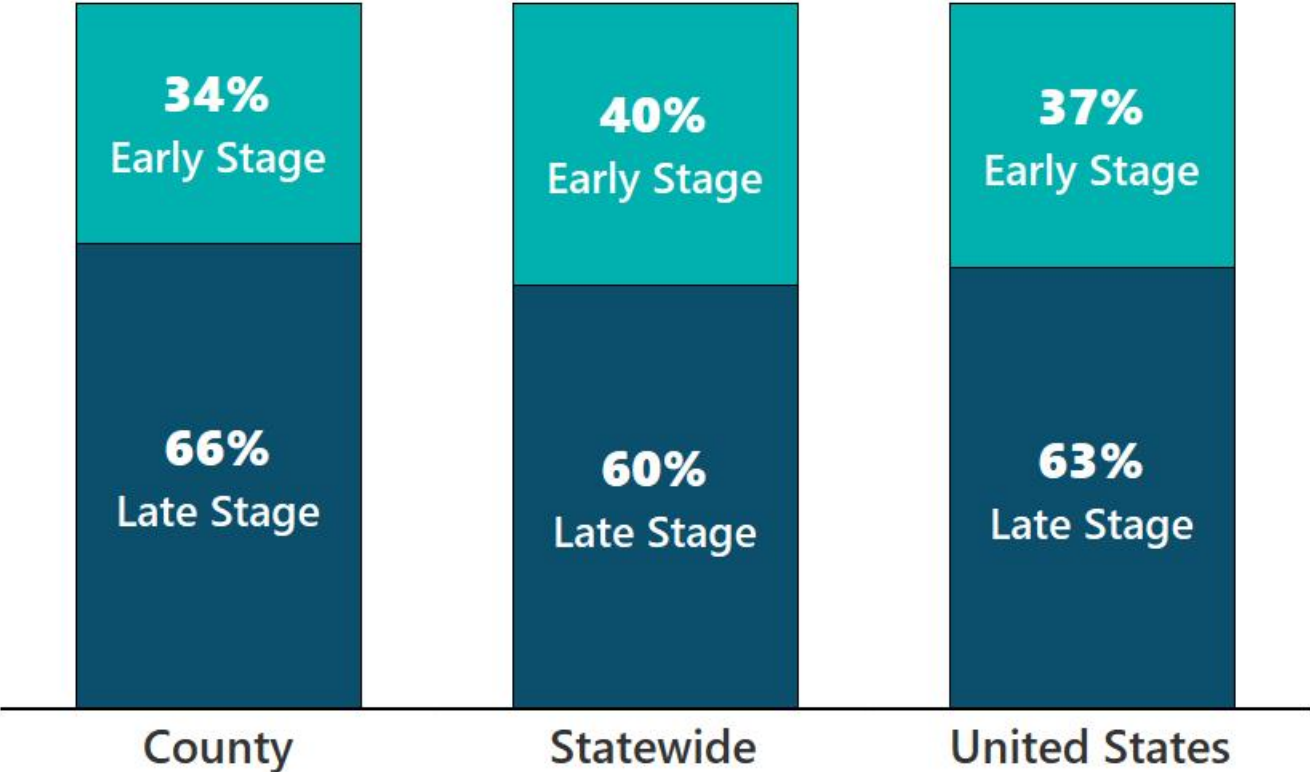 34%
Early Stage
66%
Late Stage
County
40%
Early Stage
60%
Late Stage
Statewide
37%
Early Stage
63%
Late Stage
United States